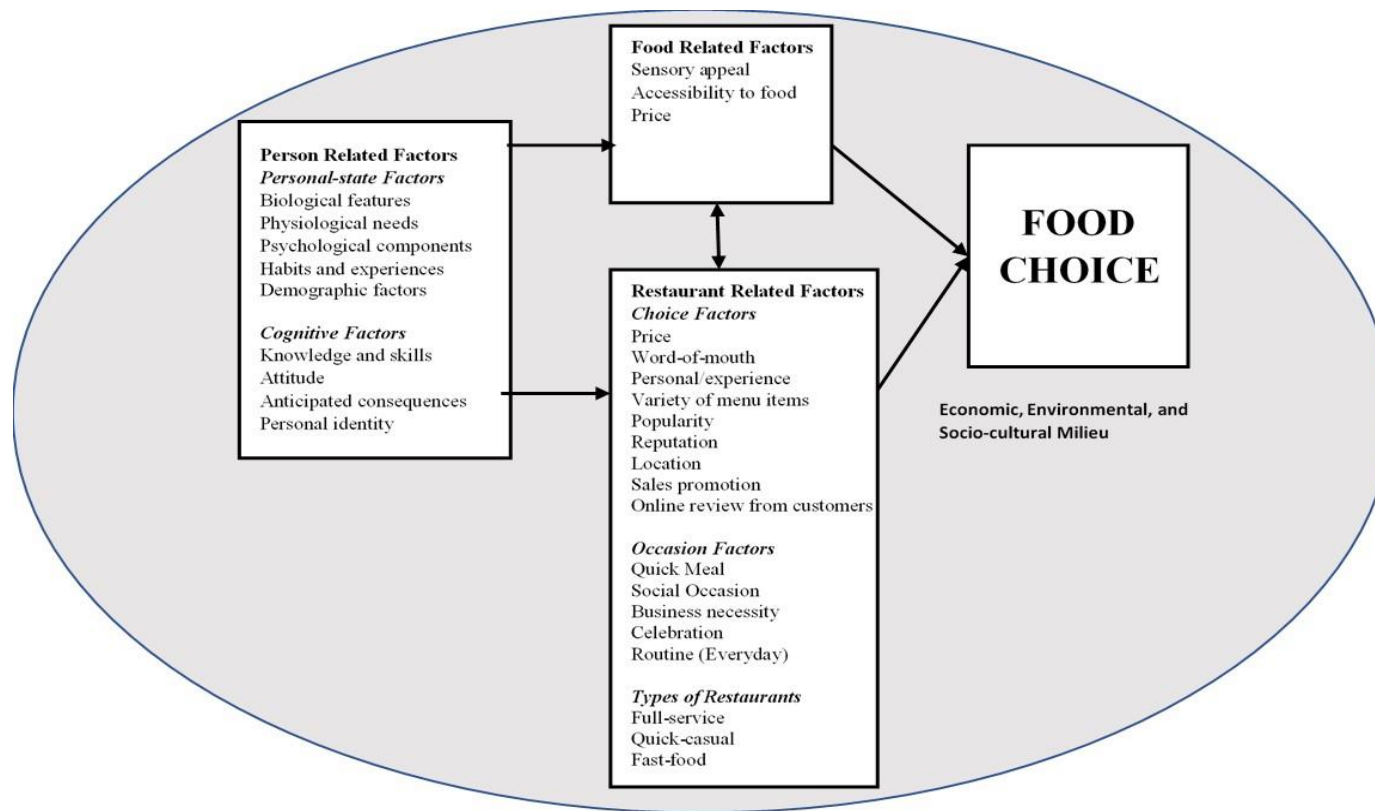 Person Related Factors
Personal-state Factors
Biological features
Physiological needs
Psychological components
Habits and experiences
Demographic factors
Cognitive Factors
Knowledge and skills
Attitude
Anticipated consequences
Personal identity
Food Related Factors
Sensory appeal
Accessibility to food
Price
Restaurant Related Factors
Choice Factors
Price
Word-of-mouth
Personal/experience
Variety of menu items
Popularity
Reputation
Location
Sales promotion
Online review from customers
Occasion Factors
Quick Meal
Social Occasion
Business necessity
Celebration
Routine (Everyday)
Types of Restaurants
Full-service
Quick-casual
Fast-food
FOOD
CHOICE
Economic, Environmental, and
Socio-cultural Milieu